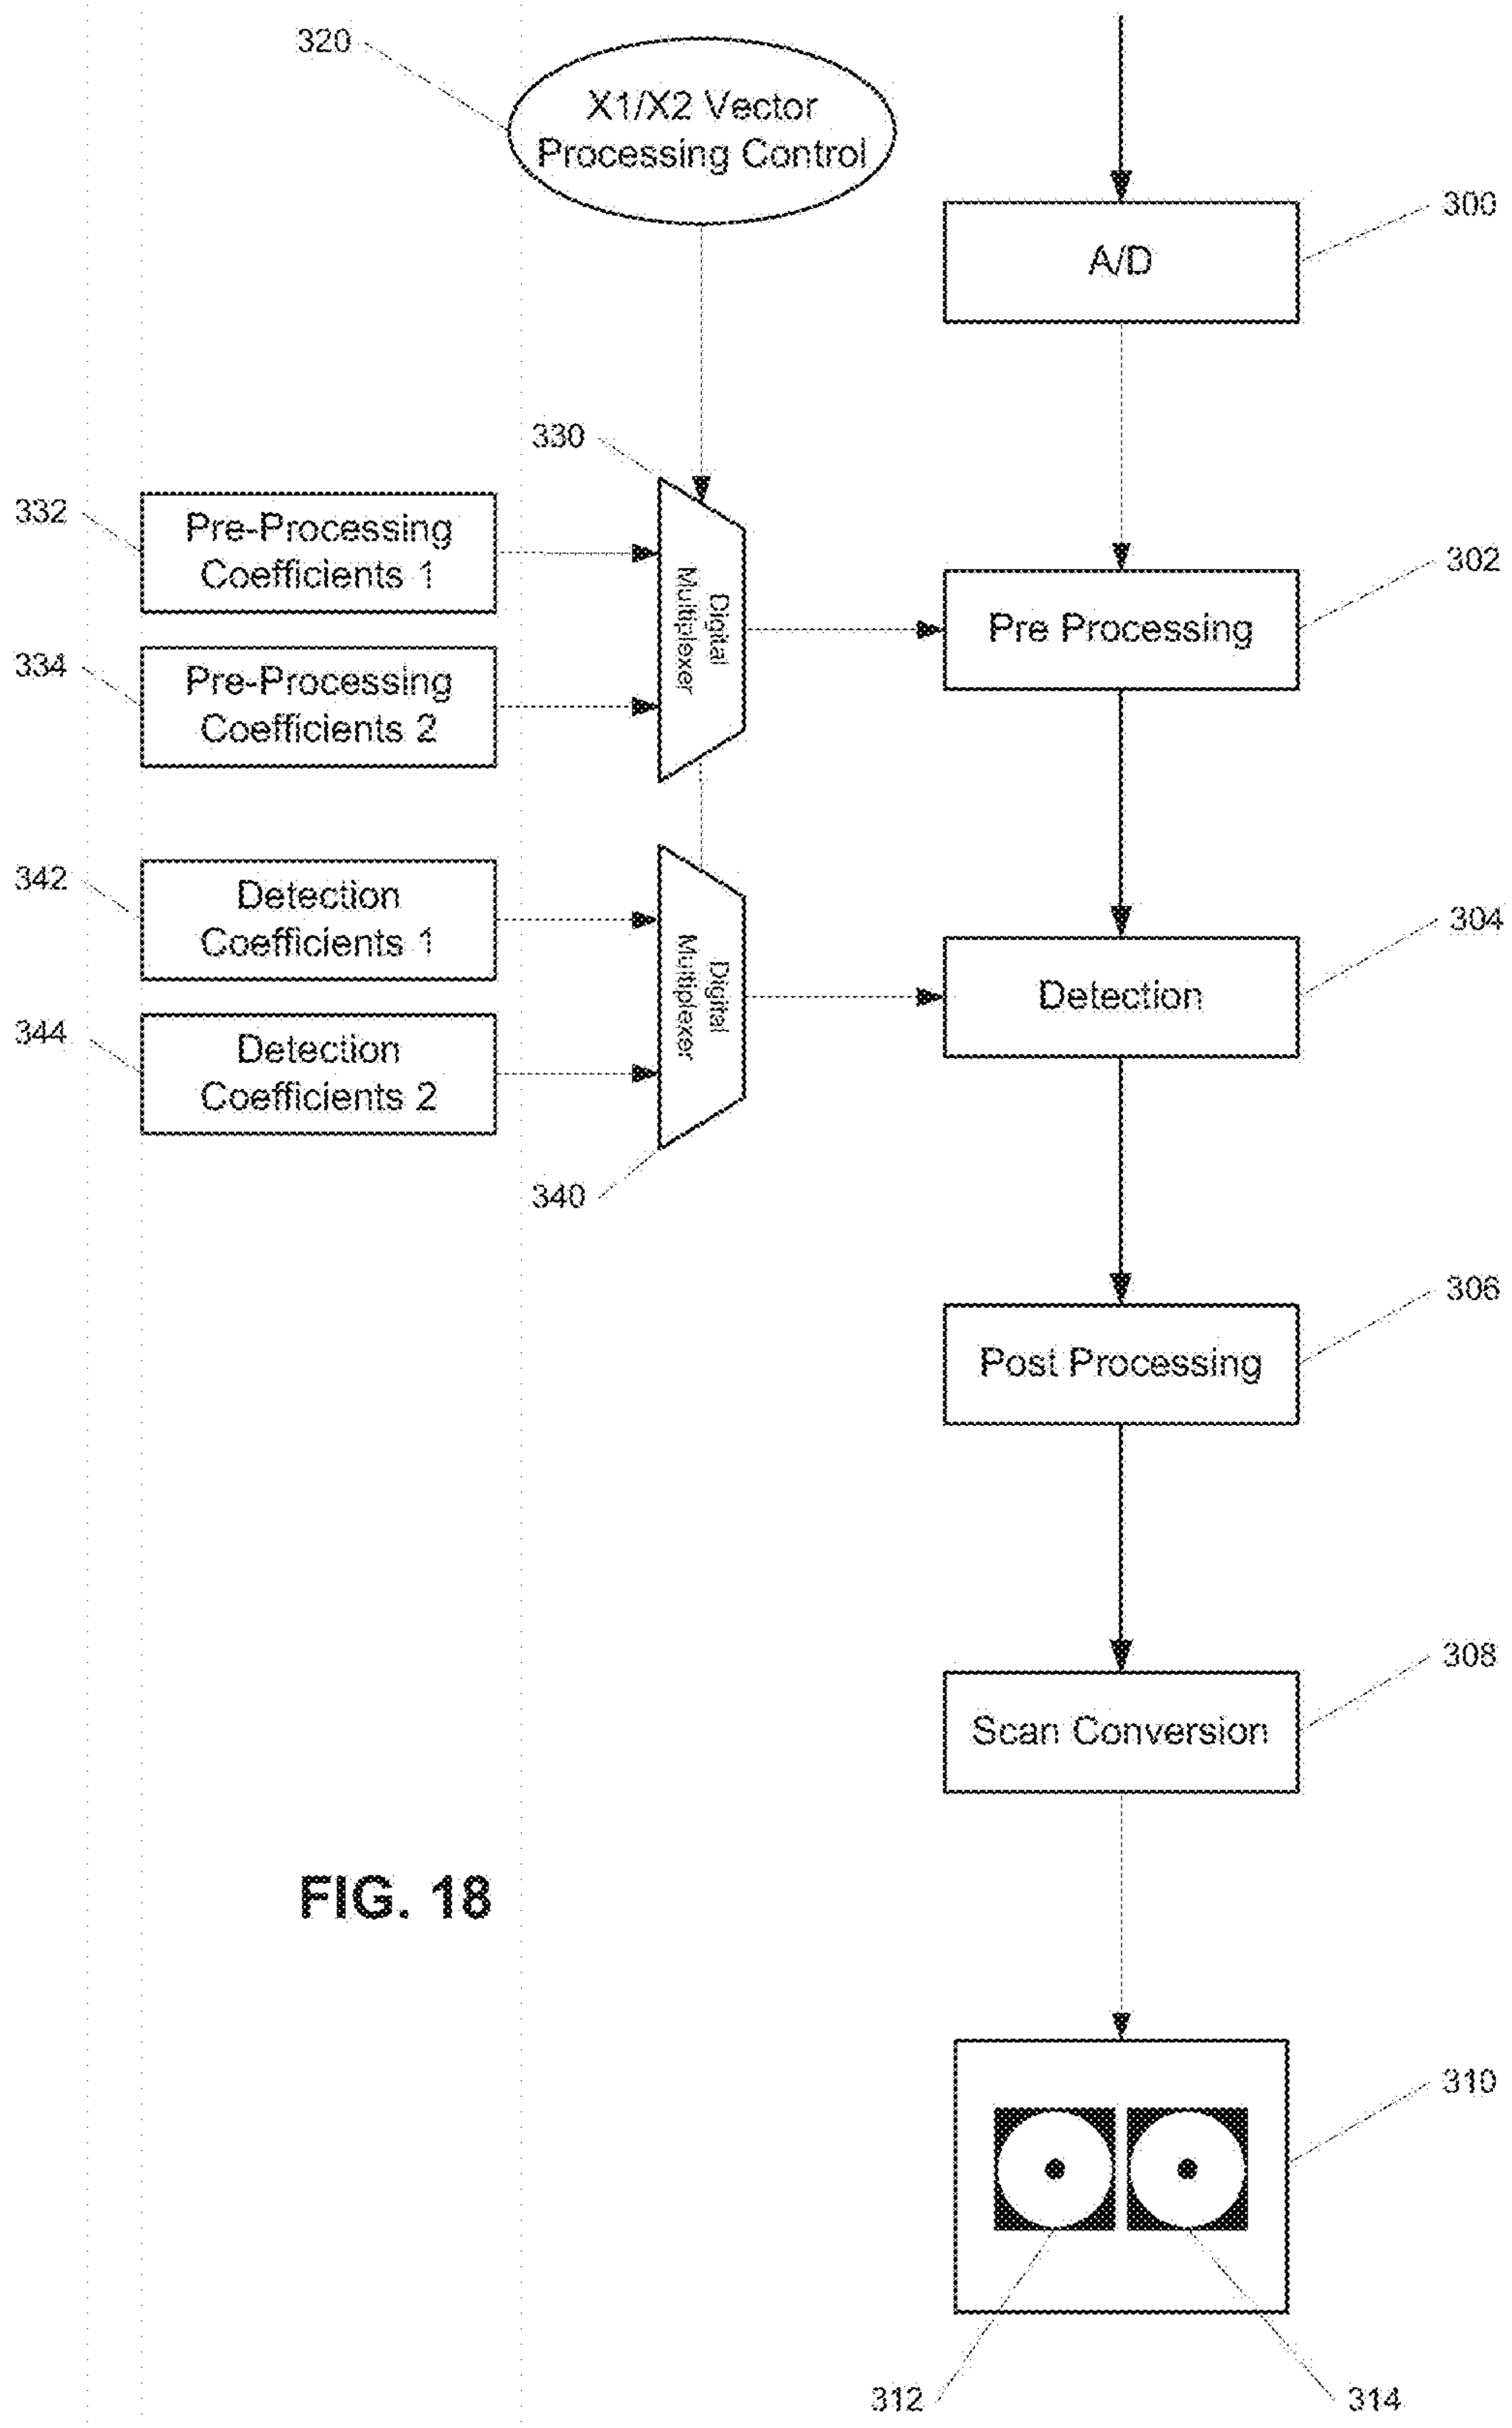 320
X1/X2 Vector
Processing Control
300
A/D
330
332
Pre-Processing
Coefficients 1
Digital
Multiplexer
302
Pre Processing
334
Pre-Processing
Coefficients 2
342
Detection
Coefficients 1
Digital
Multiplexer
304
Detection
344
Detection
Coefficients 2
340
306
Post Processing
308
Scan Conversion
FIG. 18
310
312
314